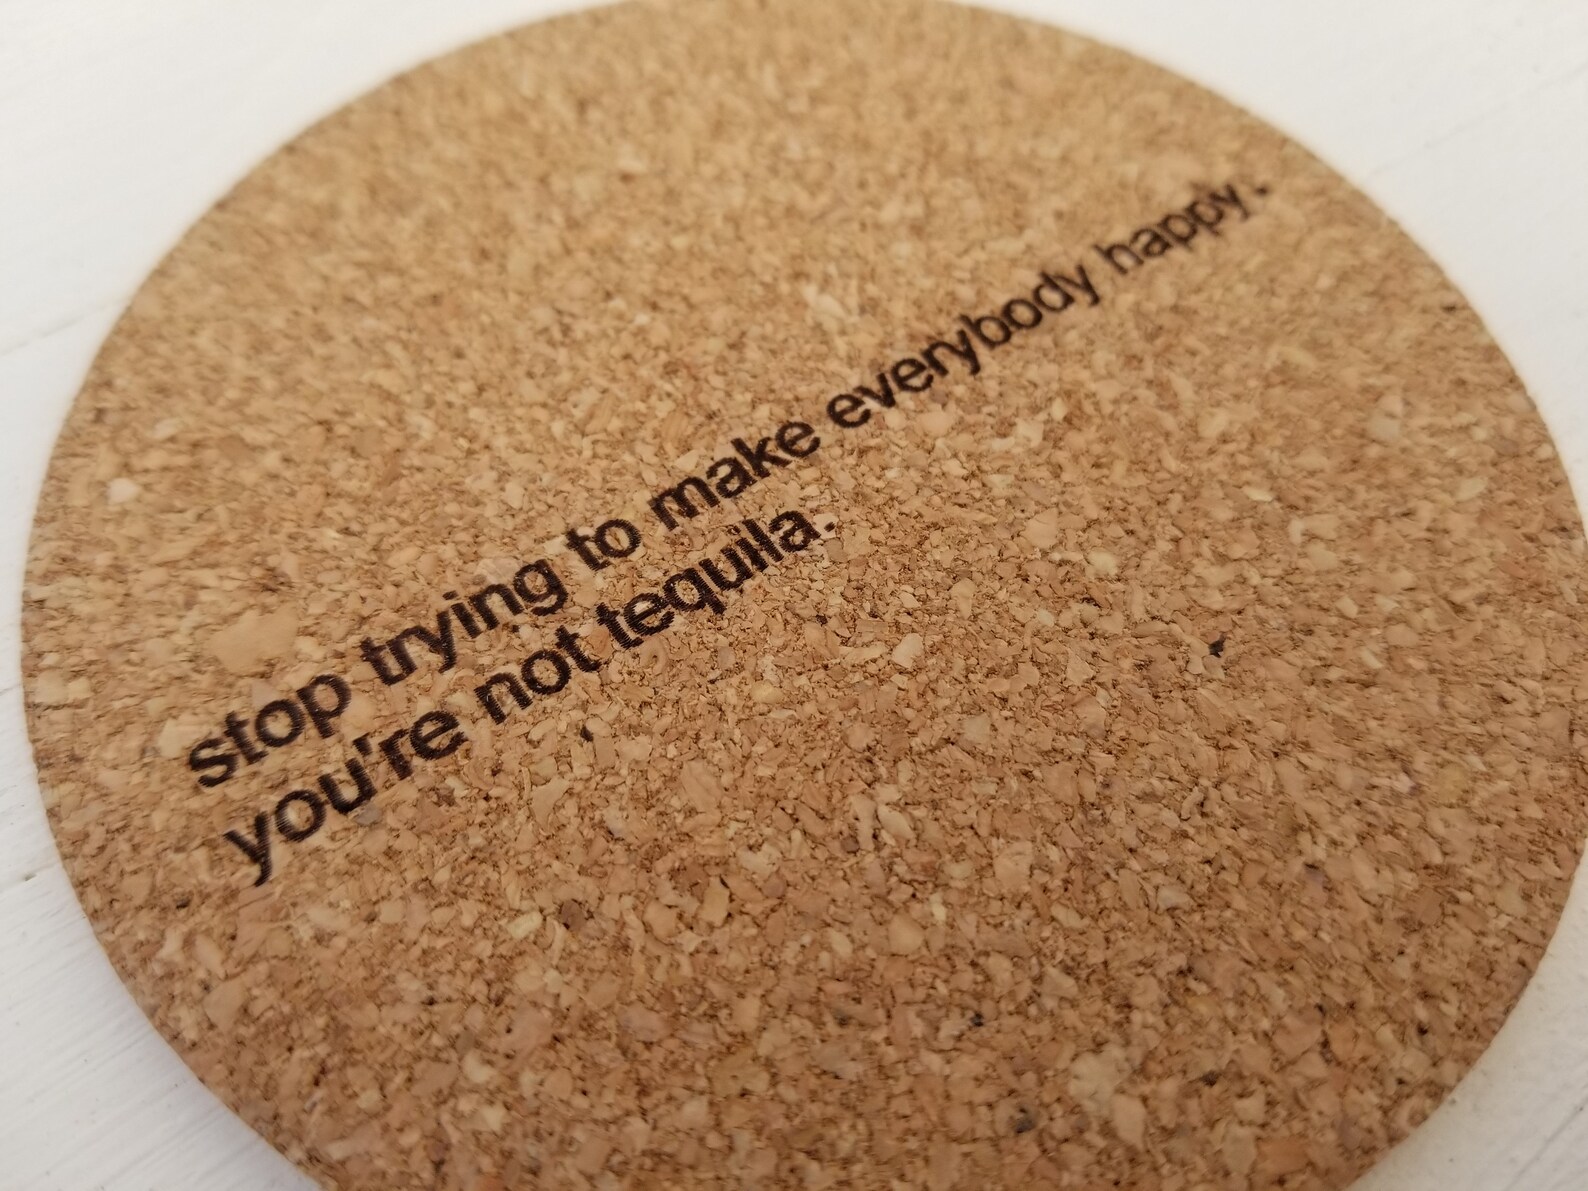 stop trying to make everybody happy.
you're not tequila.